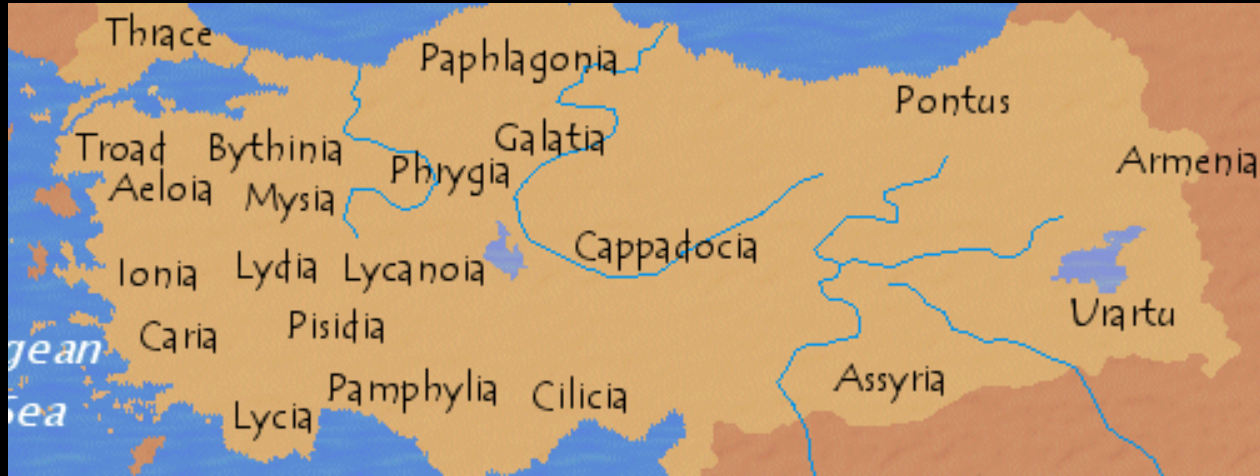 Thrace
Paphlagonia
Pontus
Troad
Bythinia
Galatia
Phrygia
Armenia
Aeloia
Mysia
Cappadocia
Ionia
Lydia
Lycanoia
Urartu
Caria
Pisidia
gean
Sea
Assyria
Pamphylia
Cilicia
Lycia